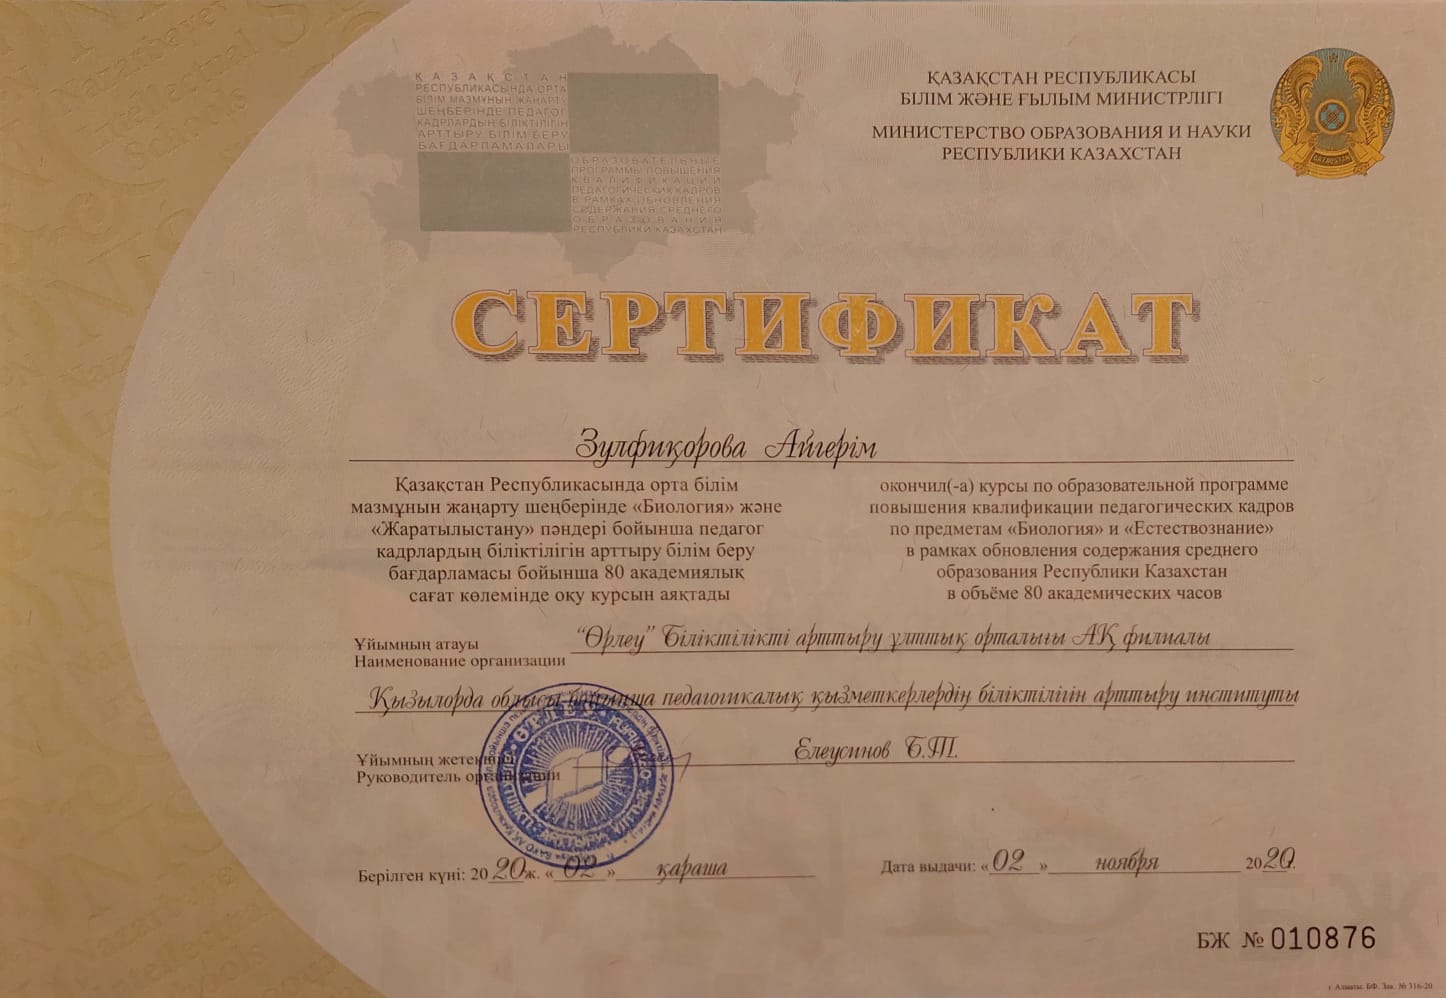 ҚАЗАҚСТАН
РЕСПУБЛИКАСЫНДА ОРТА
БІЛІМ МАЗМҰНЫН ЖАҢАРТУ
ШЕҢБЕРІНДЕ ПЕДАГОГ
КАДРЛАРДЫҢ БІЛІКТІЛІГІН
АРТТЫРУ БІЛІМ БЕРУ
БАҒДАРЛАМАЛАРЫ
ОБРАЗОВАТЕЛЬНЫЕ
ПРОГРАММЫ ПОВЫШЕНИЯ
КВАЛИФИКАЦИИ
ПЕДАГОГИЧЕСКИХ КАДРОВ
В РАМКАХ ОБНОВЛЕНИЯ
СОДЕРЖАНИЯ СРЕДНЕГО
ОБРАЗОВАНИЯ
РЕСПУБЛИКИ КАЗАХСТАН
ҚАЗАҚСТАН РЕСПУБЛИКАСЫ
БІЛІМ ЖӘНЕ ҒЫЛЫМ МИНИСТРЛІГІ
МИНИСТЕРСТВО ОБРАЗОВАНИЯ И НАУКИ
РЕСПУБЛИКИ КАЗАХСТАН
СЕРТИФИКАТ
Зулфиқорова Айгерім
Қазақстан Республикасында орта білім
мазмұнын жаңарту шеңберінде «Биология» және
«Жаратылыстану» пәндері бойынша педагог
кадрлардың біліктілігін арттыру білім беру
бағдарламасы бойынша 80 академиялық
сағат көлемінде оқу курсын аяқтады
окончил(-а) курсы по образовательной программе
повышения квалификации педагогических кадров
по предметам «Биология» и «Естествознание»
в рамках обновления содержания среднего
образования Республики Казахстан
в объёме 80 академических часов
Ұйымның атауы
Наименование организации
"Өрлеу" Біліктілікті арттыру ұлттық орталығы АҚ филиалы
Қызылорда облысы бойынша педагогикалық қызметкерлердің біліктілігін арттыру институты
Ұйымның жетекшісі
Руководитель организации
Елеусинов Б.Т.
Берілген күні: 2020ж. «02» қараша
Дата выдачи: «02» ноября 2020.
БЖ № 010876
г. Алматы. БФ. Зак. № 316-20